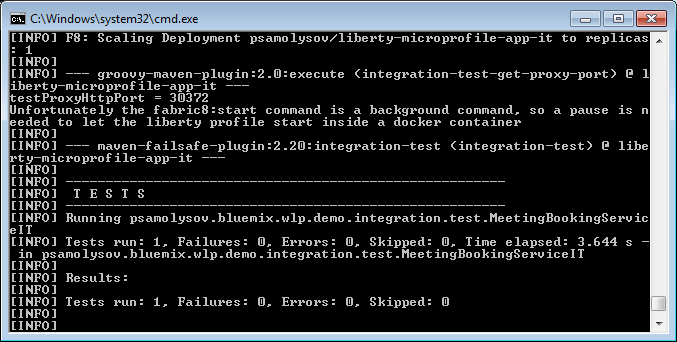 C:\Windows\system32\cmd.exe
[INFO] F8: Scaling Deployment psamolysov/liberty-microprofile-app-it to replicas
: 1
[INFO]
[INFO] --- groovy-maven-plugin:2.0:execute (integration-test-get-proxy-port) @ l
iberty-microprofile-app-it ---
testProxyHttpPort = 30372
Unfortunately the fabric8:start command is a background command, so a pause is n
eeded to let the liberty profile start inside a docker container
[INFO]
[INFO] --- maven-failsafe-plugin:2.20:integration-test (integration-test) @ libe
rty-microprofile-app-it ---
[INFO]
[INFO] -------------------------------------------------------
[INFO]  T E S T S
[INFO] -------------------------------------------------------
[INFO] Running psamolysov.bluemix.wlp.demo.integration.test.MeetingBookingServic
eIT
[INFO] Tests run: 1, Failures: 0, Errors: 0, Skipped: 0, Time elapsed: 3.644 s -
 in psamolysov.bluemix.wlp.demo.integration.test.MeetingBookingServiceIT
[INFO]
[INFO] Results:
[INFO]
[INFO] Tests run: 1, Failures: 0, Errors: 0, Skipped: 0
[INFO]
[INFO]